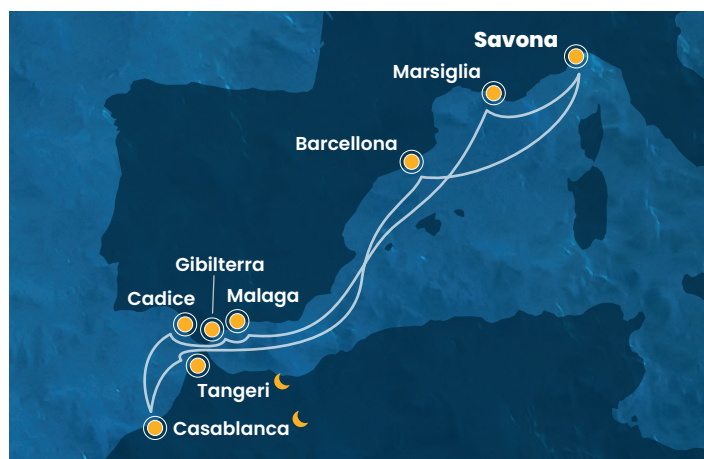 Savona
Marsiglia
Barcellona
Gibilterra
Cadice
Malaga
Tangeri
Casablanca